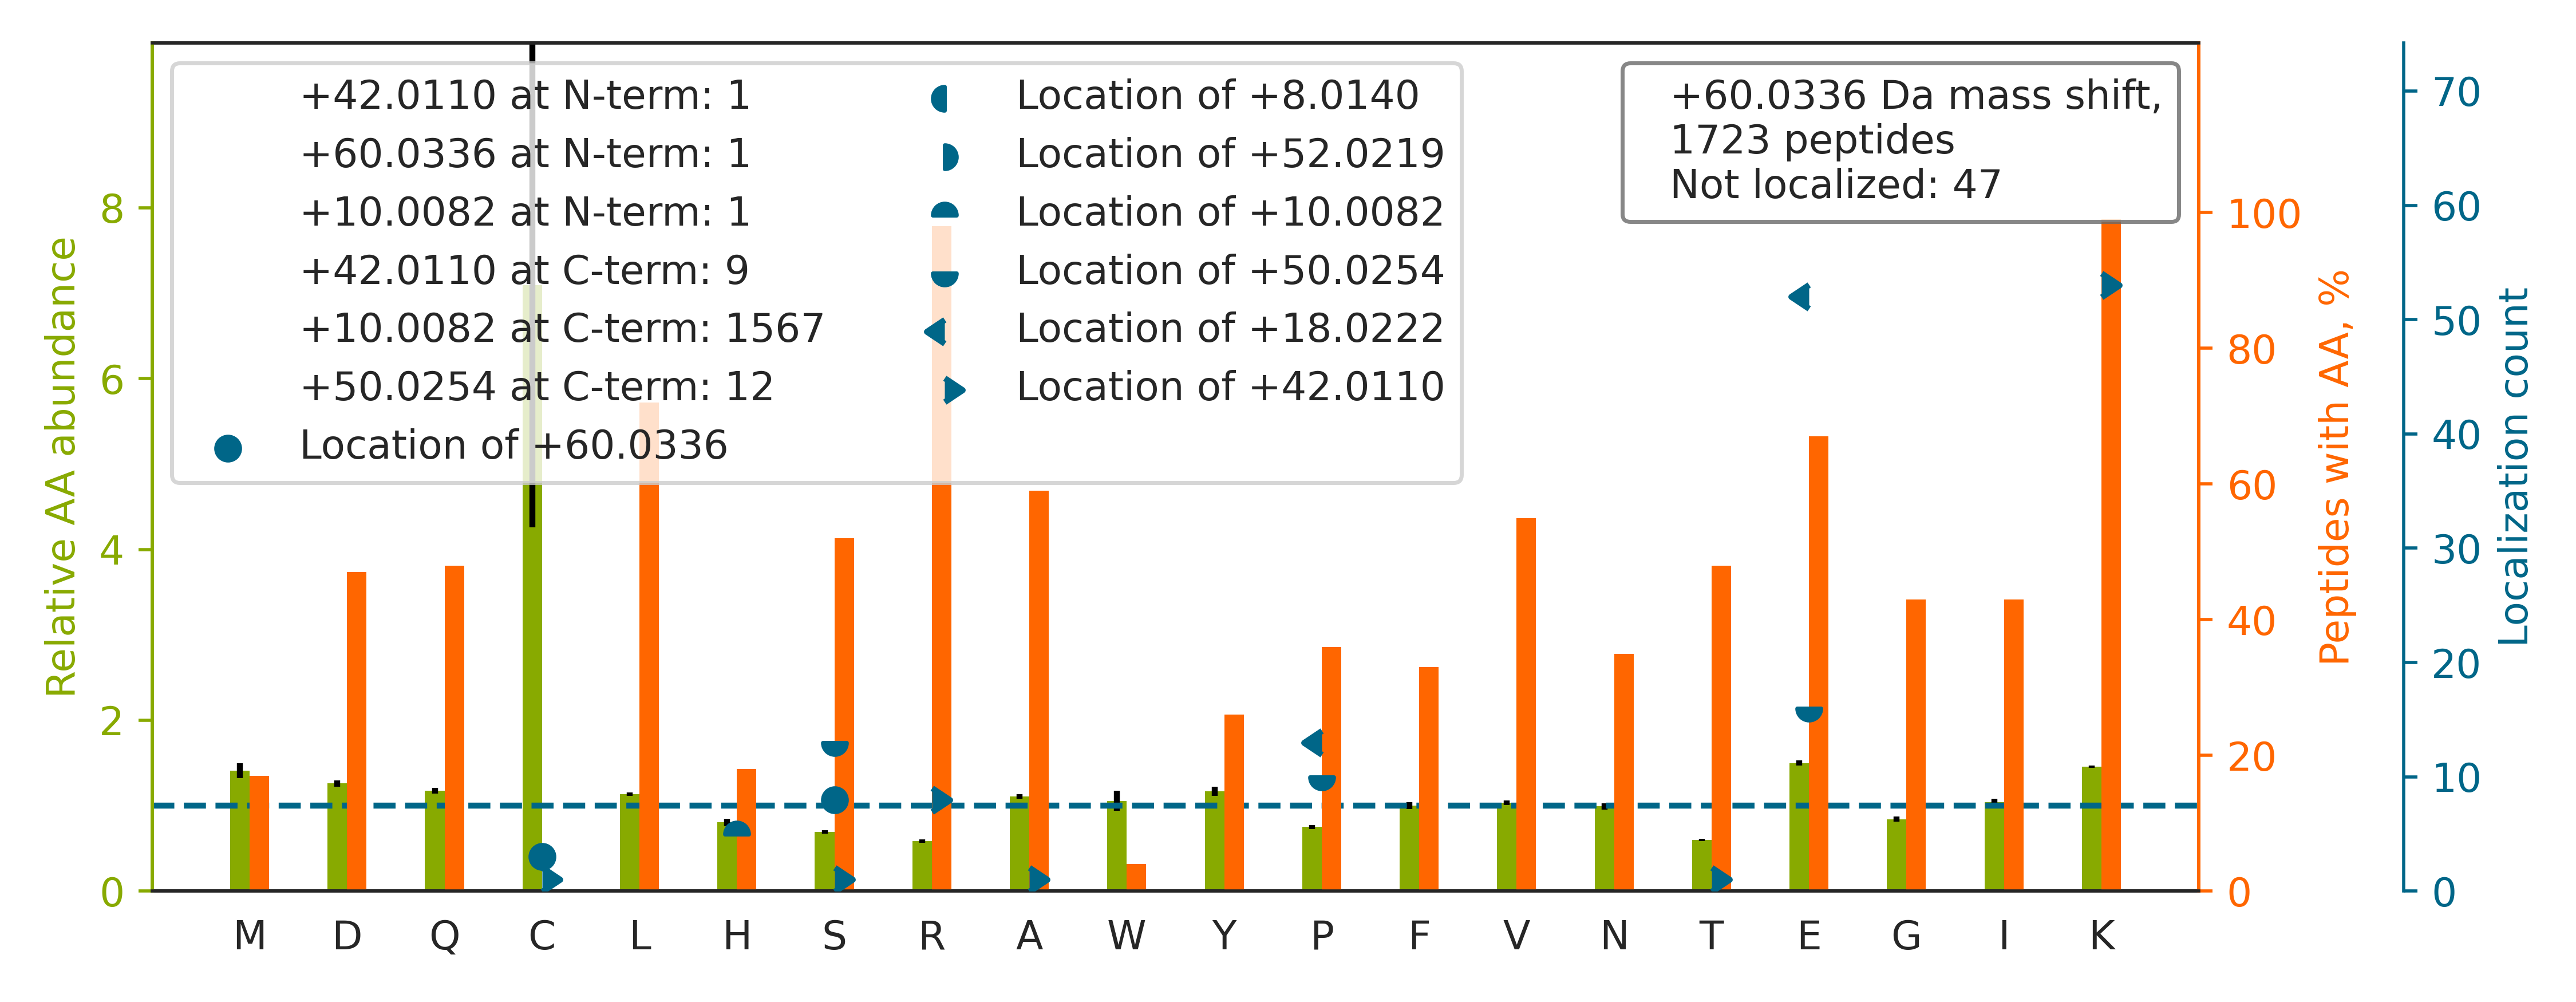 +42.0110 at N-term: 1
+60.0336 at N-term: 1
+10.0082 at N-term: 1
+42.0110 at C-term: 9
+10.0082 at C-term: 1567
+50.0254 at C-term: 12
Location of +60.0336
Location of +8.0140
Location of +52.0219
Location of +10.0082
Location of +50.0254
Location of +18.0222
Location of +42.0110
+60.0336 Da mass shift,
1723 peptides
Not localized: 47
Relative AA abundance
8
6
4
2
0
M D Q C L H S R A W Y P F V N T E G I K
100
80
60
40
20
0
Peptides with AA, %
70
60
50
40
30
20
10
0
Localization count